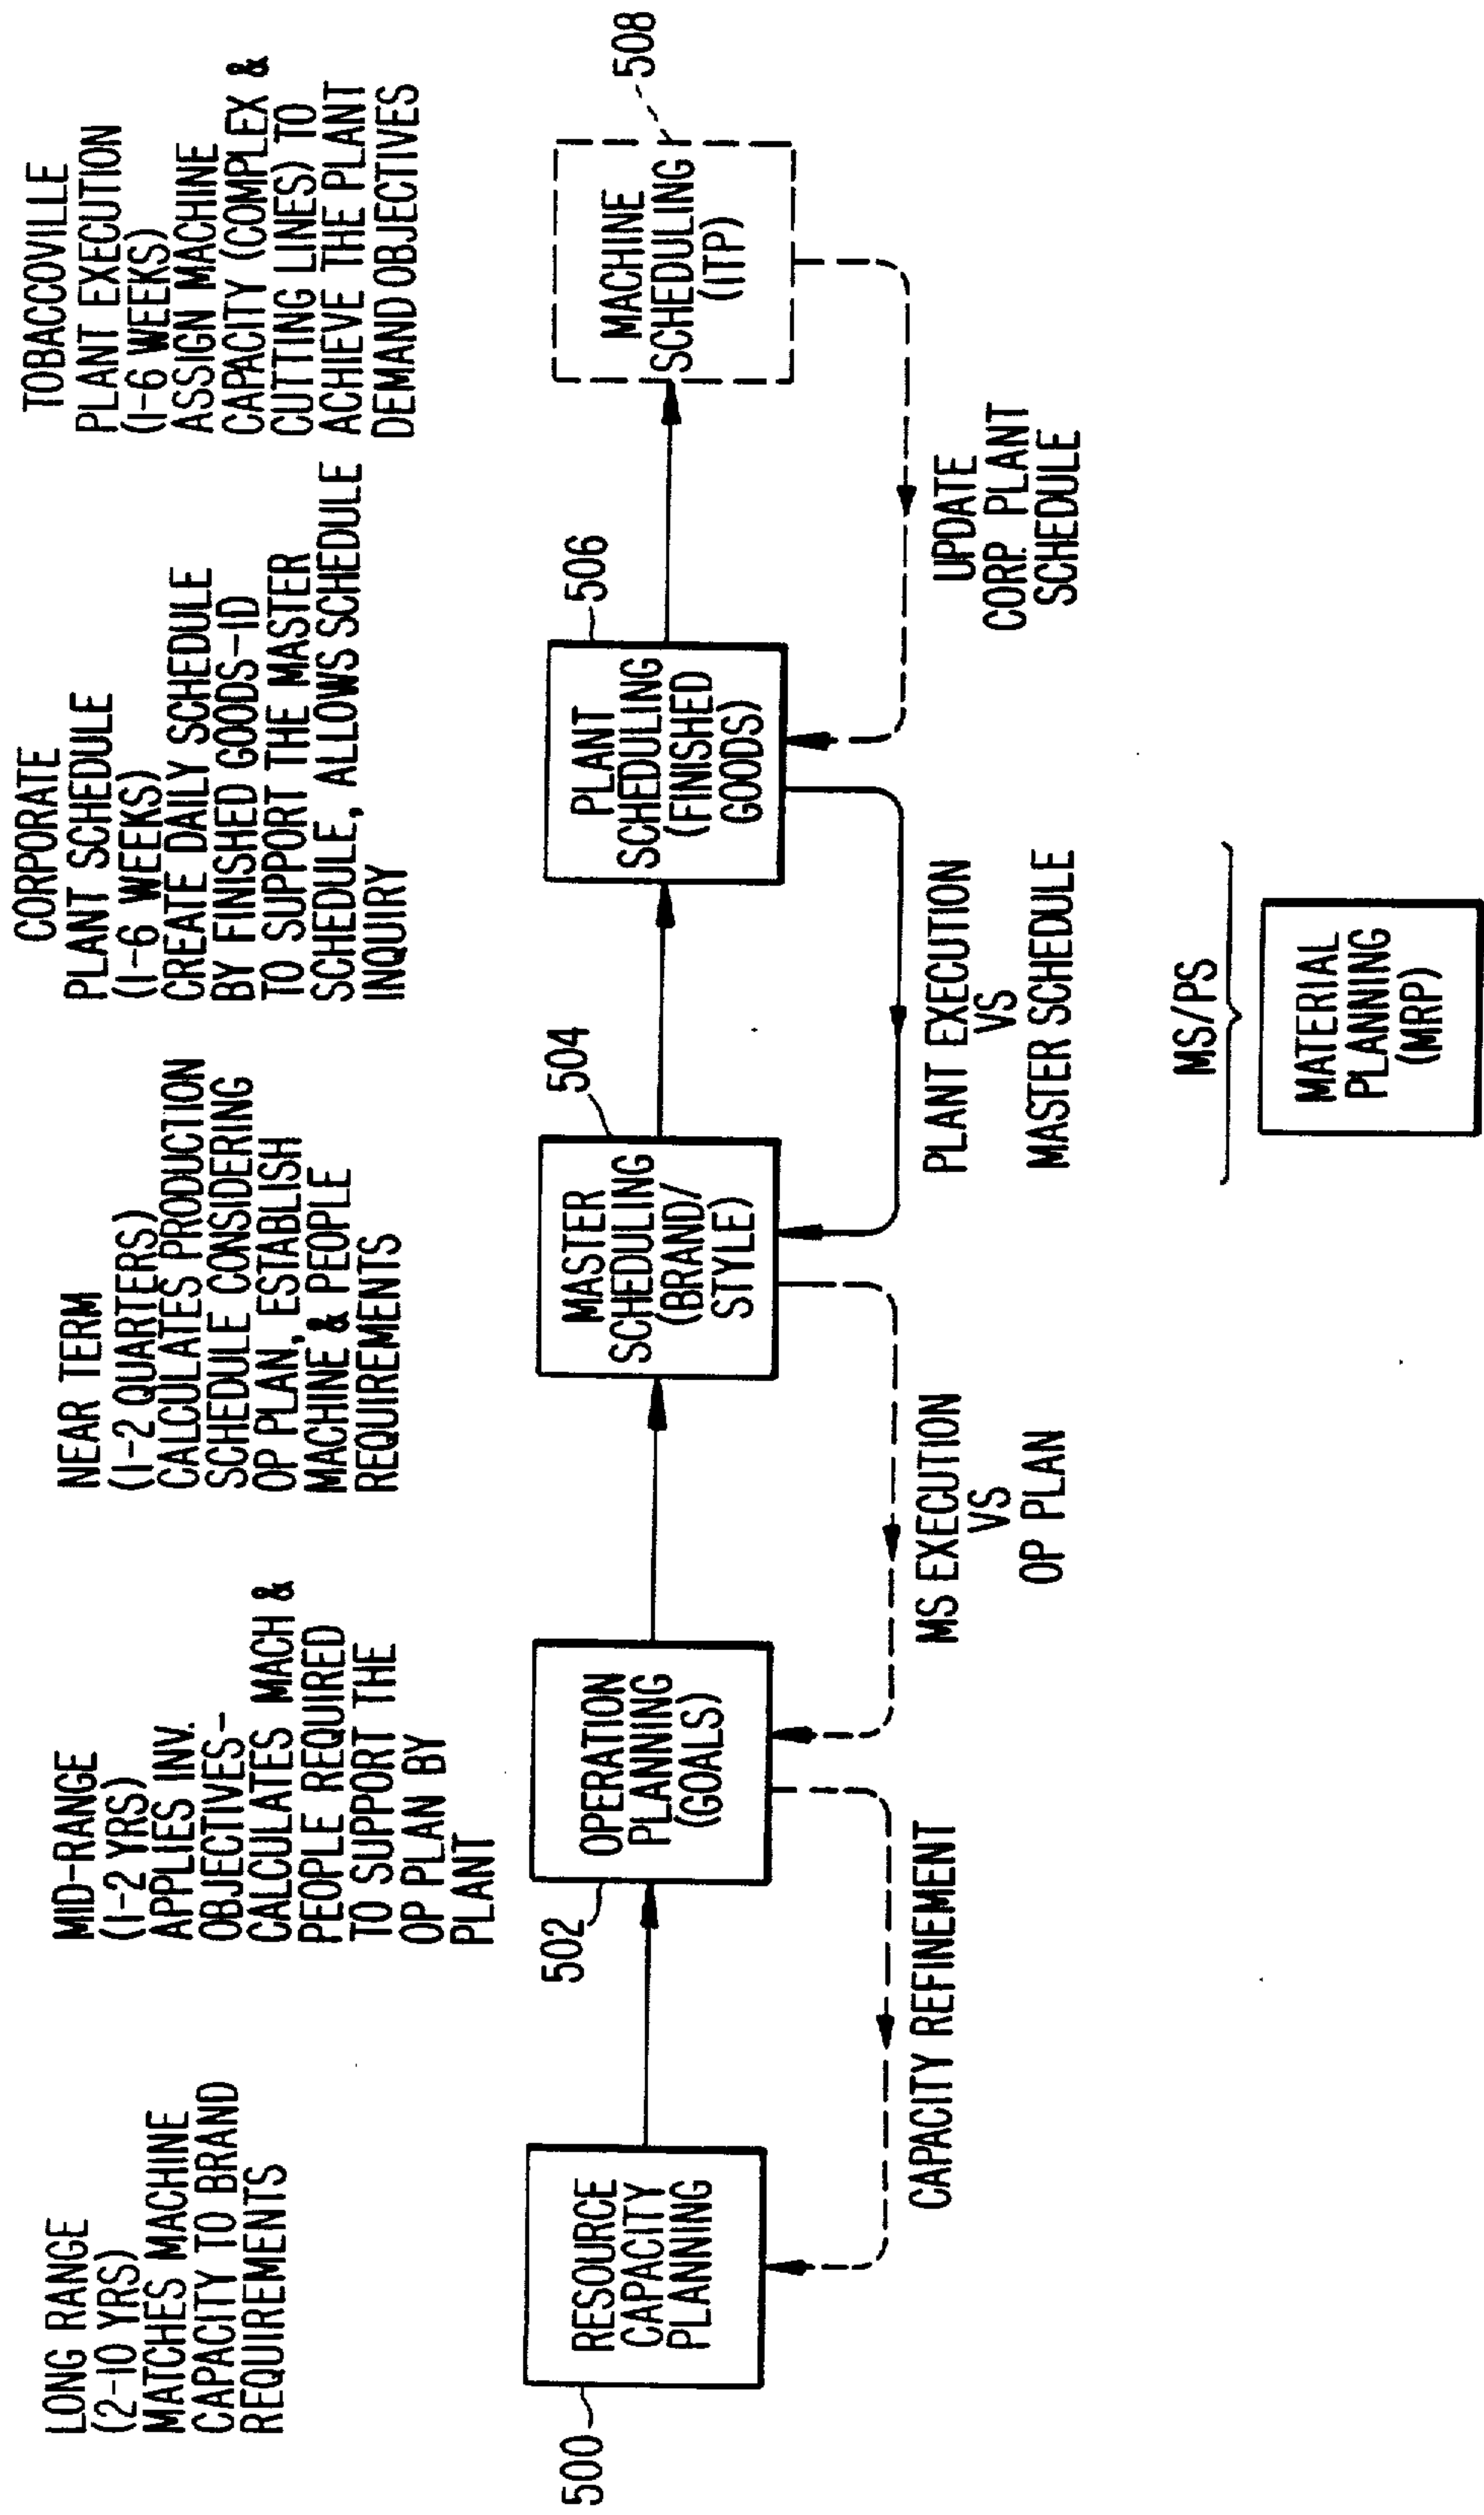 LONG RANGE
(2-10 YRS)
MATCHES MACHINE
CAPACITY TO BRAND
REQUIREMENTS
MID-RANGE
(1-2 YRS)
APPLIES INV.
OBJECTIVES-
CALCULATES MACH &
PEOPLE REQUIRED
TO SUPPORT THE
OP PLAN BY
PLANT
NEAR TERM
(1-2 QUARTERS)
CALCULATES PRODUCTION
SCHEDULE CONSIDERING
OP PLAN, ESTABLISH
MACHINE & PEOPLE
REQUIREMENTS
CORPORATE
PLANT SCHEDULE
(1-6 WEEKS)
CREATE DAILY SCHEDULE
BY FINISHED GOODS-ID
TO SUPPORT THE MASTER
SCHEDULE, ALLOWS SCHEDULE
INQUIRY
TOBACCOVILLE
PLANT EXECUTION
(1-6 WEEKS)
ASSIGN MACHINE
CAPACITY (COMPLEX &
CUTTING LINES) TO
ACHIEVE THE PLANT
DEMAND OBJECTIVES
500
RESOURCE
CAPACITY
PLANNING
502
OPERATION
PLANNING
(GOALS)
504
MASTER
SCHEDULING
(BRAND/
STYLE)
506
PLANT
SCHEDULING
(FINISHED
GOODS)
508
MACHINE
SCHEDULING
(ITP)
CAPACITY REFINEMENT
MS EXECUTION
VS
OP PLAN
PLANT EXECUTION
VS
MASTER SCHEDULE
UPDATE
CORP. PLANT
SCHEDULE
MS/PS
MATERIAL
PLANNING
(MRP)